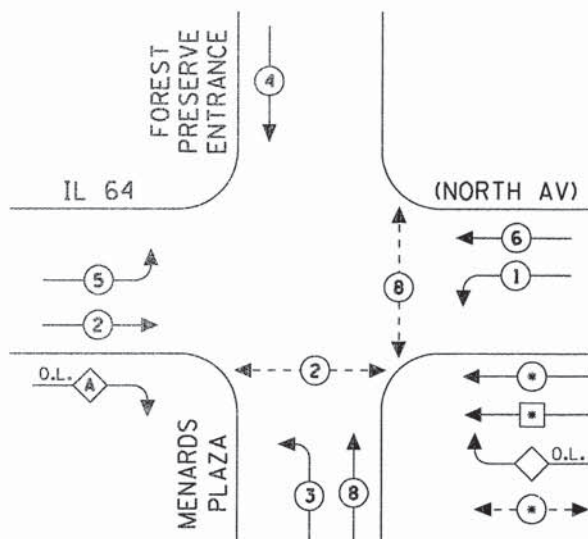 FOREST
PRESERVE
ENTRANCE
4
IL 64
(NORTH AV)
6
5
8
1
2
2
O.L.
A
*
*
O.L.
MENARDS
PLAZA
3
8
*